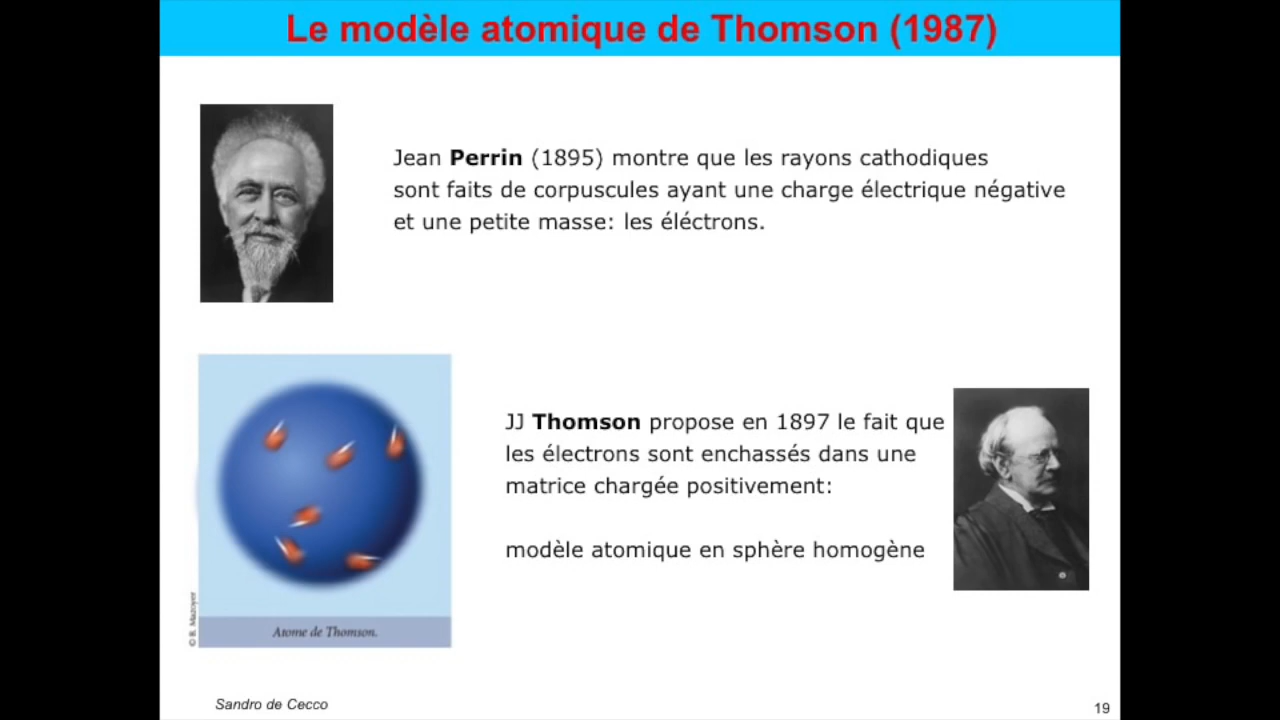 Le modèle atomique de Thomson (1987)
Jean Perrin (1895) montre que les rayons cathodiques
sont faits de corpuscules ayant une charge électrique négative
et une petite masse: les éléctrons.
JJ Thomson propose en 1897 le fait que
les électrons sont enchassés dans une
matrice chargée positivement:
modèle atomique en sphère homogène
© B. Mazoyer
Atome de Thomson.
Sandro de Cecco
19